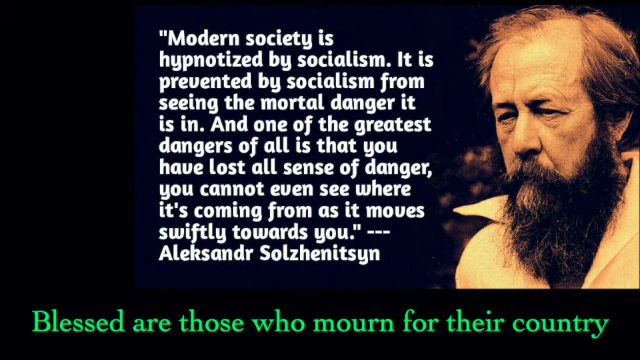 "Modern society is
hypnotized by socialism. It is
prevented by socialism from
seeing the mortal danger it
is in. And one of the greatest
dangers of all is that you
have lost all sense of danger,
you cannot even see where
it's coming from as it moves
swiftly towards you." ---
Aleksandr Solzhenitsyn
Blessed are those who mourn for their country